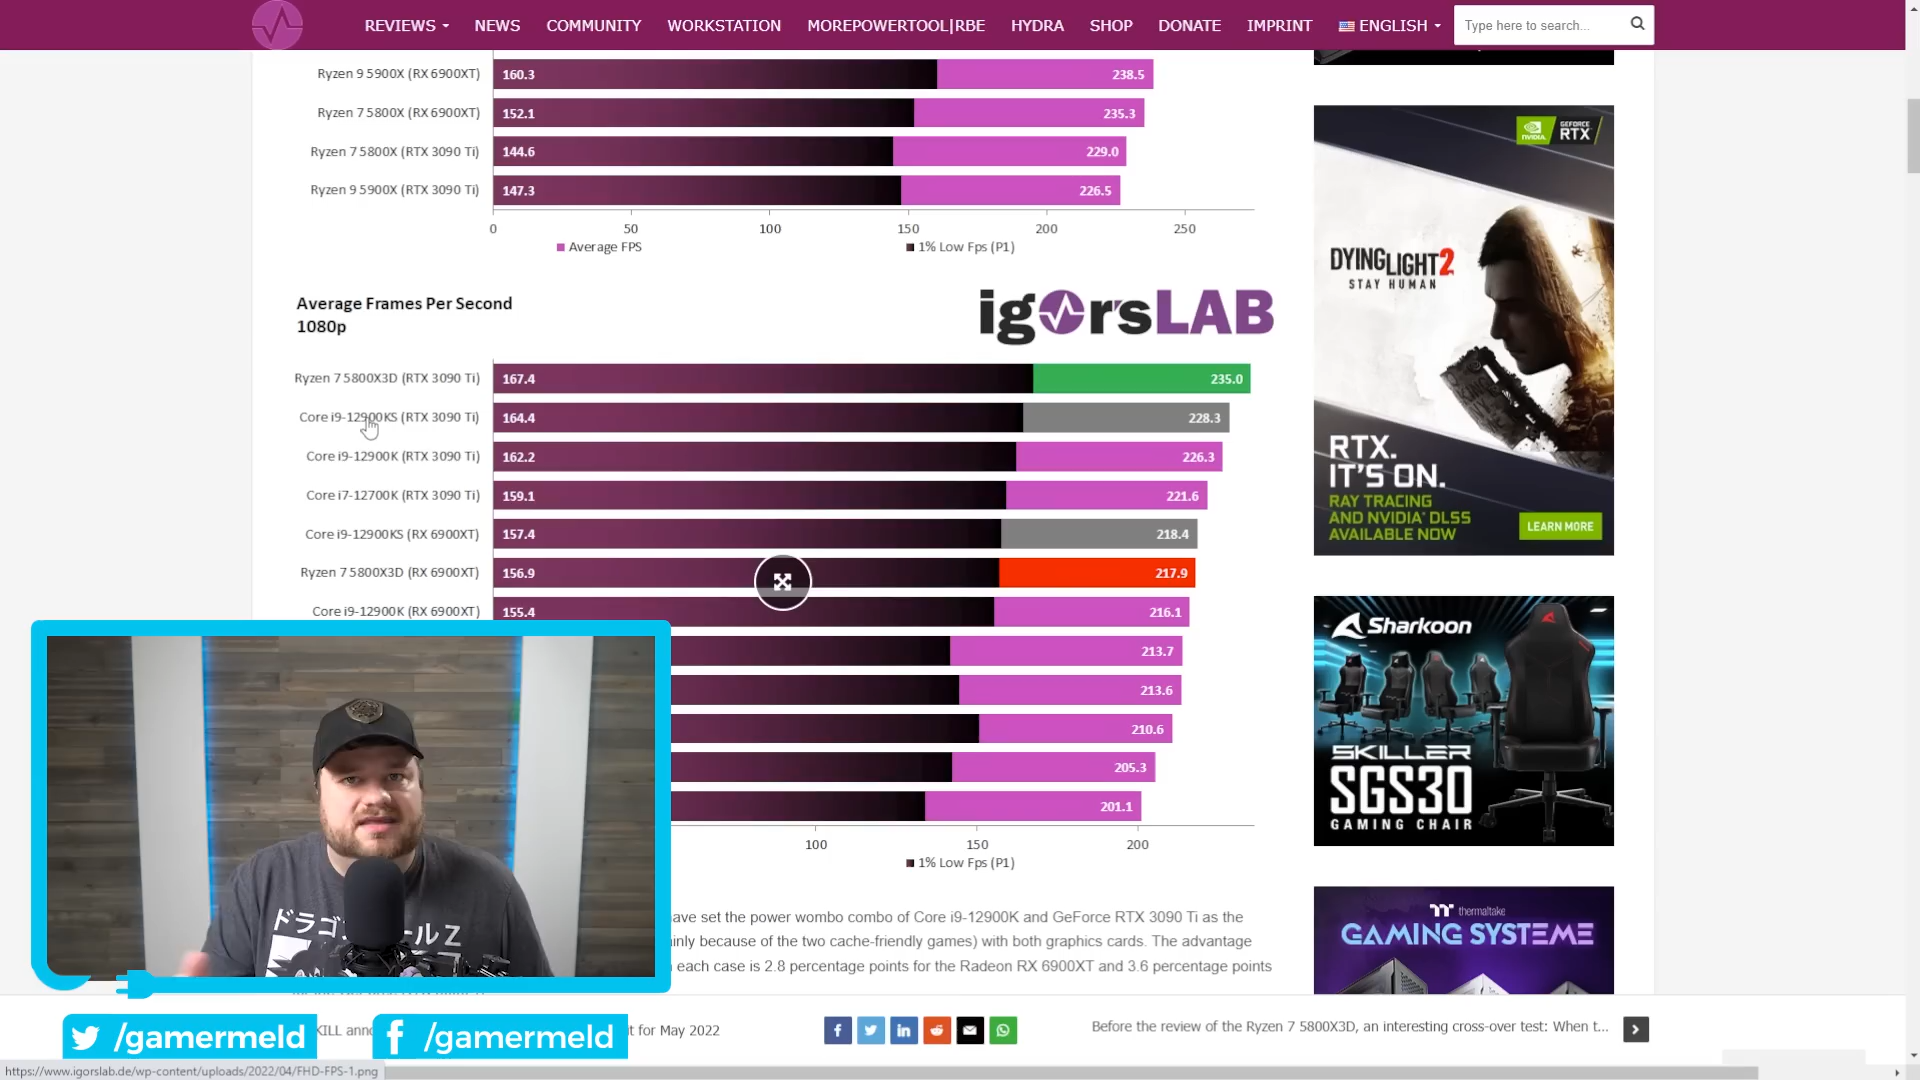 REVIEWS NEWS COMMUNITY WORKSTATION MOREPOWERTOOL|RBE HYDRA SHOP DONATE IMPRINT ENGLISH Type here to search...
Ryzen 9 5900X (RX 6900XT) 160.3 238.5
Ryzen 7 5800X (RX 6900XT) 152.1 235.3
Ryzen 7 5800X (RTX 3090 Ti) 144.6 229.0
Ryzen 9 5900X (RTX 3090 Ti) 147.3 226.5
0 50 100 150 200 250
Average FPS 1% Low Fps (P1)
Average Frames Per Second
1080p
igorsLAB
Ryzen 7 5800X3D (RTX 3090 Ti) 167.4 235.0
Core i9-12900KS (RTX 3090 Ti) 164.4 228.3
Core i9-12900K (RTX 3090 Ti) 162.2 226.3
Core i7-12700K (RTX 3090 Ti) 159.1 221.6
Core i9-12900KS (RX 6900XT) 157.4 218.4
Ryzen 7 5800X3D (RX 6900XT) 156.9 217.9
Core i9-12900K (RX 6900XT) 155.4 216.1
213.7
213.6
210.6
205.3
201.1
100 150 200
1% Low Fps (P1)
ave set the power wombo combo of Core i9-12900K and GeForce RTX 3090 Ti as the
inly because of the two cache-friendly games) with both graphics cards. The advantage
each case is 2.8 percentage points for the Radeon RX 6900XT and 3.6 percentage points
NVIDIA
GEFORCE
RTX
DYING LIGHT 2
STAY HUMAN
RTX.
IT'S ON.
RAY TRACING
AND NVIDIA® DLSS
AVAILABLE NOW
LEARN MORE
Sharkoon
SKILLER
SGS30
GAMING CHAIR
thermaltake
GAMING SYSTEME
ドラゴ
ールZ
/gamermeld
/gamermeld
KILL ann
t for May 2022
Before the review of the Ryzen 7 5800X3D, an interesting cross-over test: When t...
https://www.igorslab.de/wp-content/uploads/2022/04/FHD-FPS-1.png